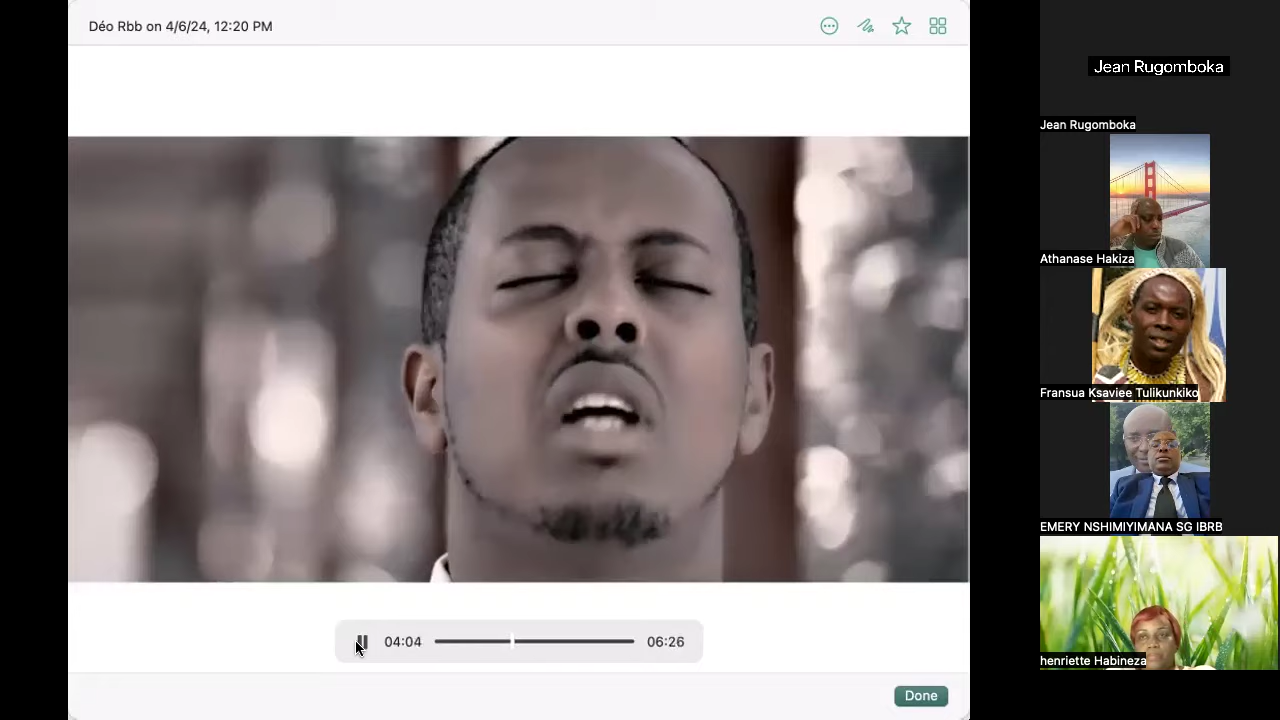 Déo Rbb on 4/6/24, 12:20 PM
04:04
06:26
Done
Jean Rugomboka
Jean Rugomboka
Athanase Hakiza
Fransua Ksaviee Tulikunkiko
EMERY NSHIMIYIMANA SG IBRB
henriette Habineza